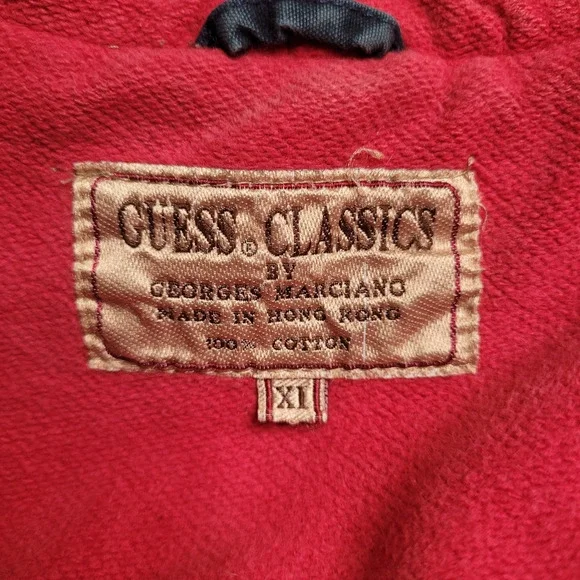 GUESS® CLASSICS
BY
GEORGES MARCIANO
MADE IN HONG KONG
100% COTTON
XL